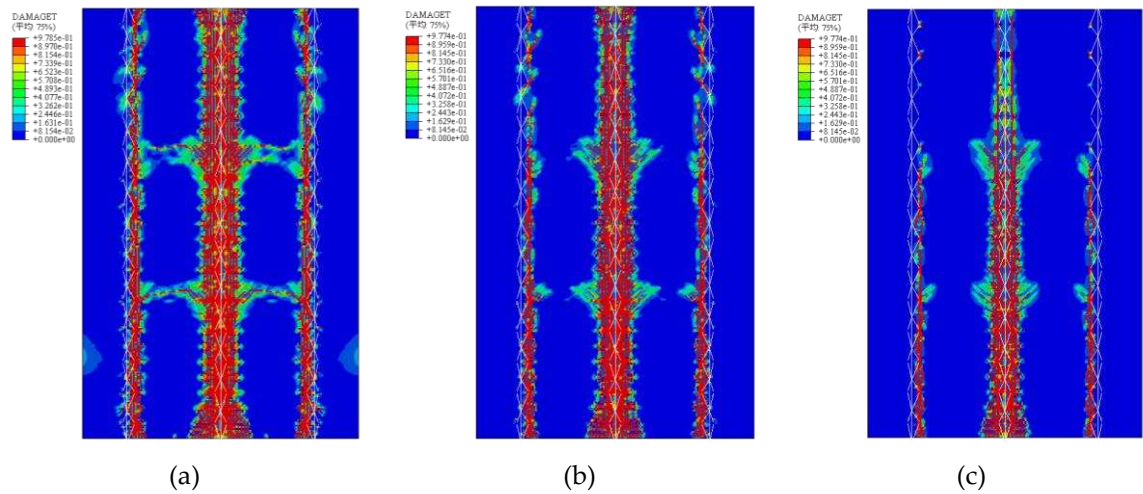 DAMAGET
(平均 75%)
+9.785e-01
+8.970e-01
+8.154e-01
+7.339e-01
+6.523e-01
+5.708e-01
+4.893e-01
+4.077e-01
+3.262e-01
+2.446e-01
+1.631e-01
+8.154e-02
+0.000e+00
DAMAGET
(平均 75%)
+9.774e-01
+8.959e-01
+8.145e-01
+7.330e-01
+6.516e-01
+5.701e-01
+4.887e-01
+4.072e-01
+3.258e-01
+2.443e-01
+1.629e-01
+8.145e-02
+0.000e+00
DAMAGET
(平均 75%)
+9.774e-01
+8.959e-01
+8.145e-01
+7.330e-01
+6.516e-01
+5.701e-01
+4.887e-01
+4.072e-01
+3.258e-01
+2.443e-01
+1.629e-01
+8.145e-02
+0.000e+00
(a)
(b)
(c)